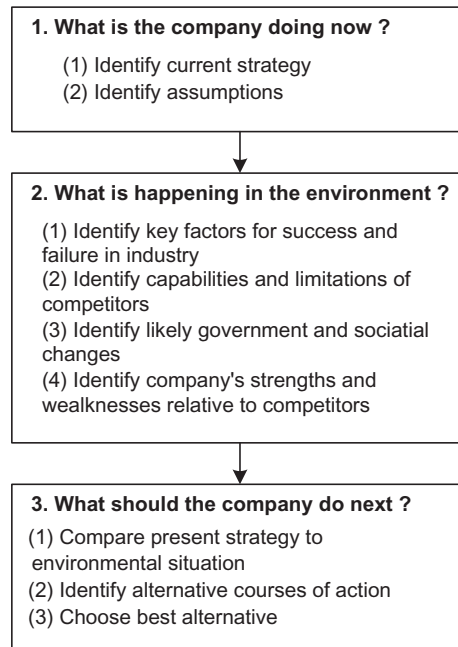 1. What is the company doing now ?
(1) Identify current strategy
(2) Identify assumptions
2. What is happening in the environment ?
(1) Identify key factors for success and
failure in industry
(2) Identify capabilities and limitations of
competitors
(3) Identify likely government and sociatial
changes
(4) Identify company's strengths and
wealknesses relative to competitors
3. What should the company do next ?
(1) Compare present strategy to
environmental situation
(2) Identify alternative courses of action
(3) Choose best alternative